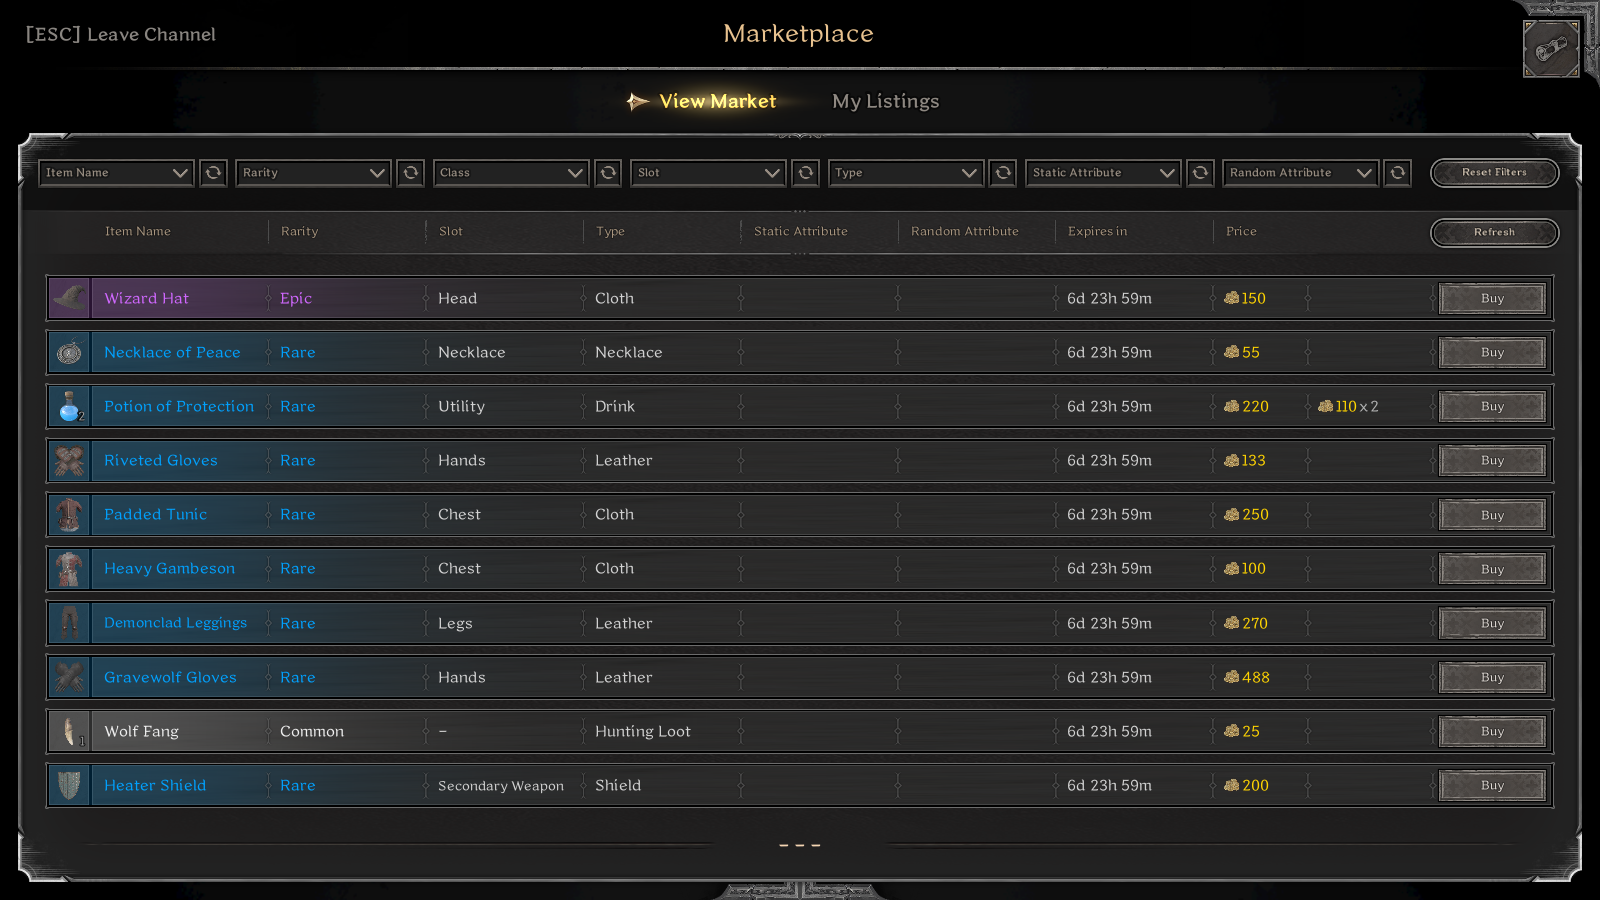 [ESC] Leave Channel
Marketplace
View Market My Listings
Item Name Rarity Class Slot Type Static Attribute Random Attribute Reset Filters
Item Name Rarity Slot Type Static Attribute Random Attribute Expires in Price Refresh
Wizard Hat Epic Head Cloth 6d 23h 59m 150 Buy
Necklace of Peace Rare Necklace Necklace 6d 23h 59m 55 Buy
2 Potion of Protection Rare Utility Drink 6d 23h 59m 220 110 x 2 Buy
Riveted Gloves Rare Hands Leather 6d 23h 59m 133 Buy
Padded Tunic Rare Chest Cloth 6d 23h 59m 250 Buy
Heavy Gambeson Rare Chest Cloth 6d 23h 59m 100 Buy
Demonclad Leggings Rare Legs Leather 6d 23h 59m 270 Buy
Gravewolf Gloves Rare Hands Leather 6d 23h 59m 488 Buy
1 Wolf Fang Common – Hunting Loot 6d 23h 59m 25 Buy
Heater Shield Rare Secondary Weapon Shield 6d 23h 59m 200 Buy
– – –